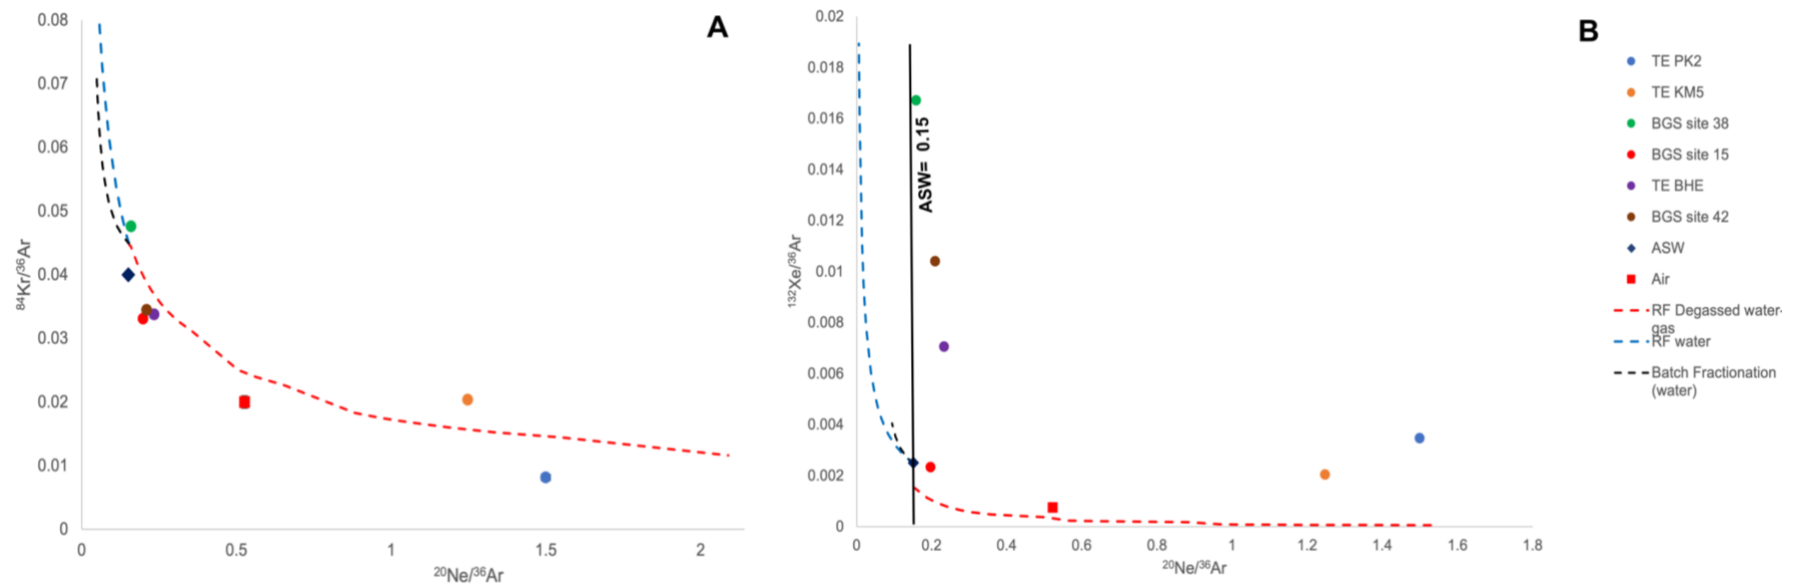 A
0.08
0.07
0.06
0.05
0.04
0.03
0.02
0.01
0
84Kr/36Ar
0
0.5
1
1.5
2
20Ne/36Ar
B
0.02
0.018
0.016
0.014
0.012
0.01
0.008
0.006
0.004
0.002
0
132Xe/36Ar
ASW= 0.15
0
0.2
0.4
0.6
0.8
1
1.2
1.4
1.6
1.8
20Ne/36Ar
TE PK2
TE KM5
BGS site 38
BGS site 15
TE BHE
BGS site 42
ASW
Air
RF Degassed water-
gas
RF water
Batch Fractionation
(water)